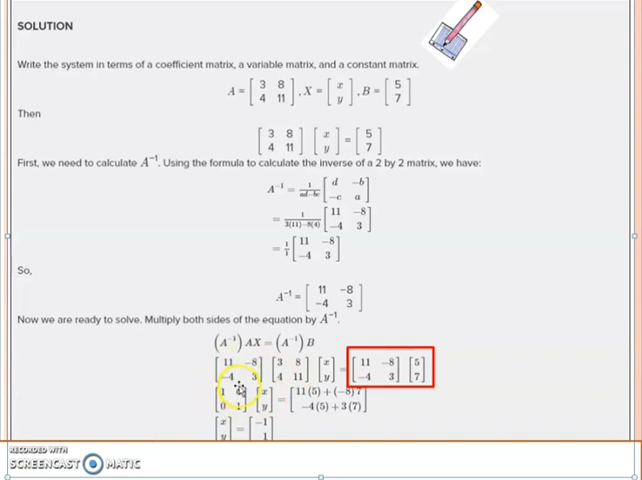 SOLUTION
Write the system in terms of a coefficient matrix, a variable matrix, and a constant matrix.
A = [ 3 8 ; 4 11 ], X = [ x ; y ], B = [ 5 ; 7 ]
Then
[ 3 8 ; 4 11 ] [ x ; y ] = [ 5 ; 7 ]
First, we need to calculate A⁻¹. Using the formula to calculate the inverse of a 2 by 2 matrix, we have:
A⁻¹ = 1/(ad−bc) [ d −b ; −c a ]
= 1/(3(11)−8(4)) [ 11 −8 ; −4 3 ]
= 1/1 [ 11 −8 ; −4 3 ]
So,
A⁻¹ = [ 11 −8 ; −4 3 ]
Now we are ready to solve. Multiply both sides of the equation by A⁻¹.
(A⁻¹) AX = (A⁻¹) B
[ 11 −8 ; −4 3 ] [ 3 8 ; 4 11 ] [ x ; y ] = [ 11 −8 ; −4 3 ] [ 5 ; 7 ]
[ 1 0 ; 0 1 ] [ x ; y ] = [ 11(5) + (−8)7 ; −4(5) + 3(7) ]
[ x ; y ] = [ −1 ; 1 ]
RECORDED WITH
SCREENCAST MATIC